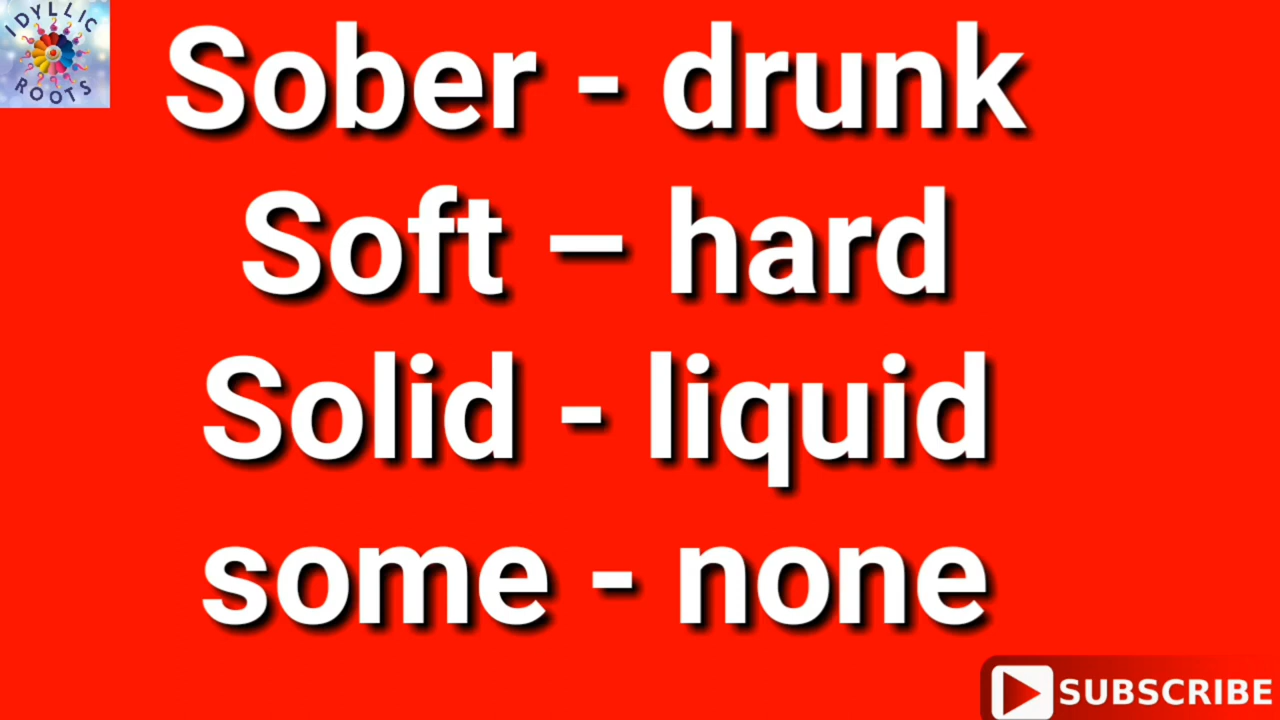 IDYLLIC
ROOTS
Sober - drunk
Soft – hard
Solid - liquid
some - none
SUBSCRIBE